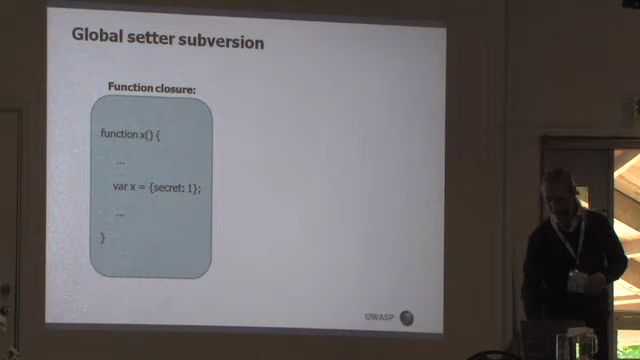 Global setter subversion
Function closure:
function x() {
...
var x = {secret: 1};
...
}
OWASP